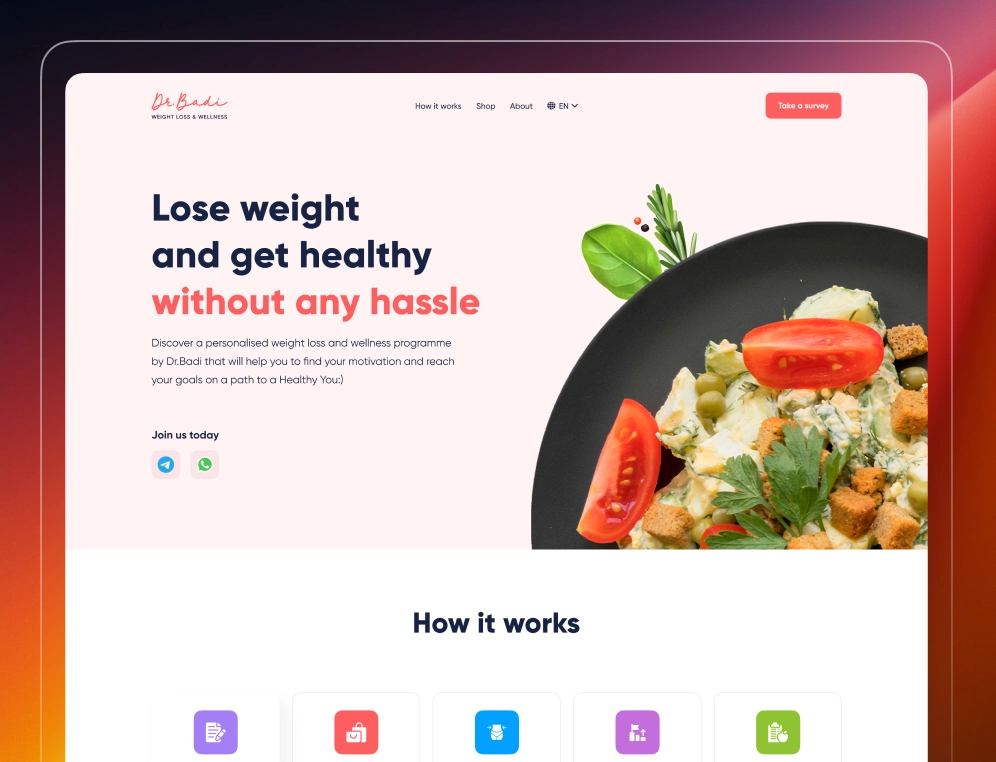 Dr.Badi
WEIGHT LOSS & WELLNESS
How it works
Shop
About
EN
Take a survey
Lose weight
and get healthy
without any hassle
Discover a personalised weight loss and wellness programme
by Dr.Badi that will help you to find your motivation and reach
your goals on a path to a Healthy You:)
Join us today
How it works